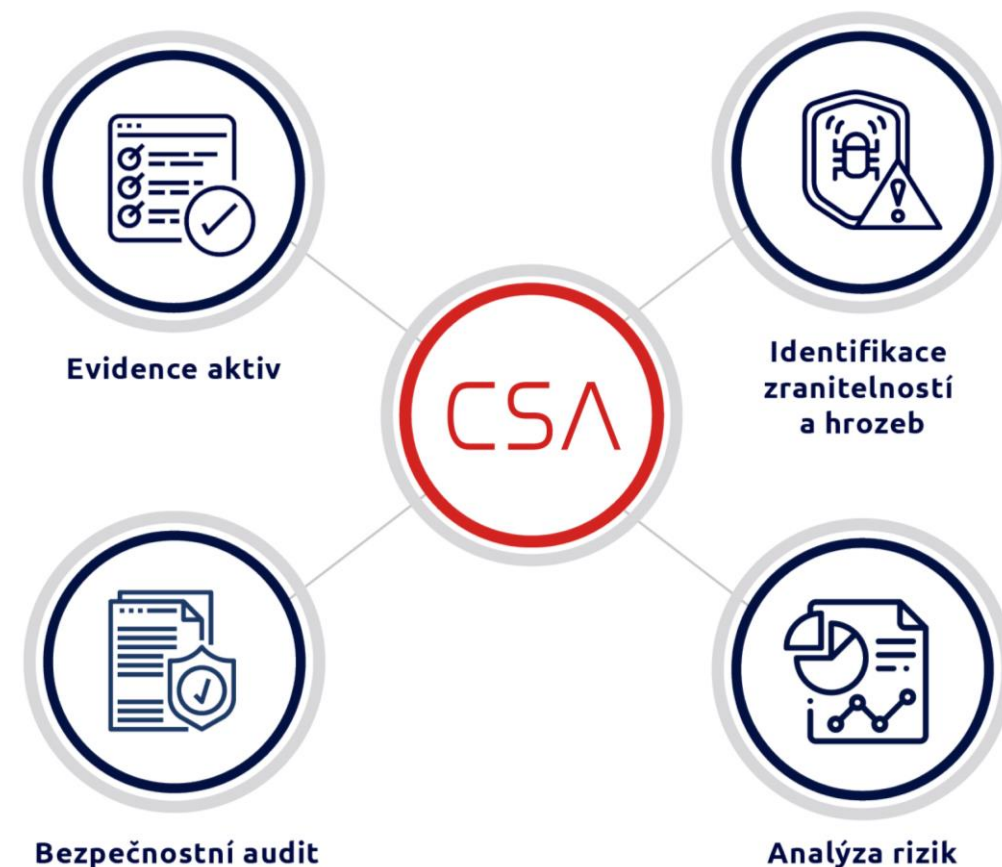 Evidence aktiv
Identifikace
zranitelností
a hrozeb
CSA
Bezpečnostní audit
Analýza rizik